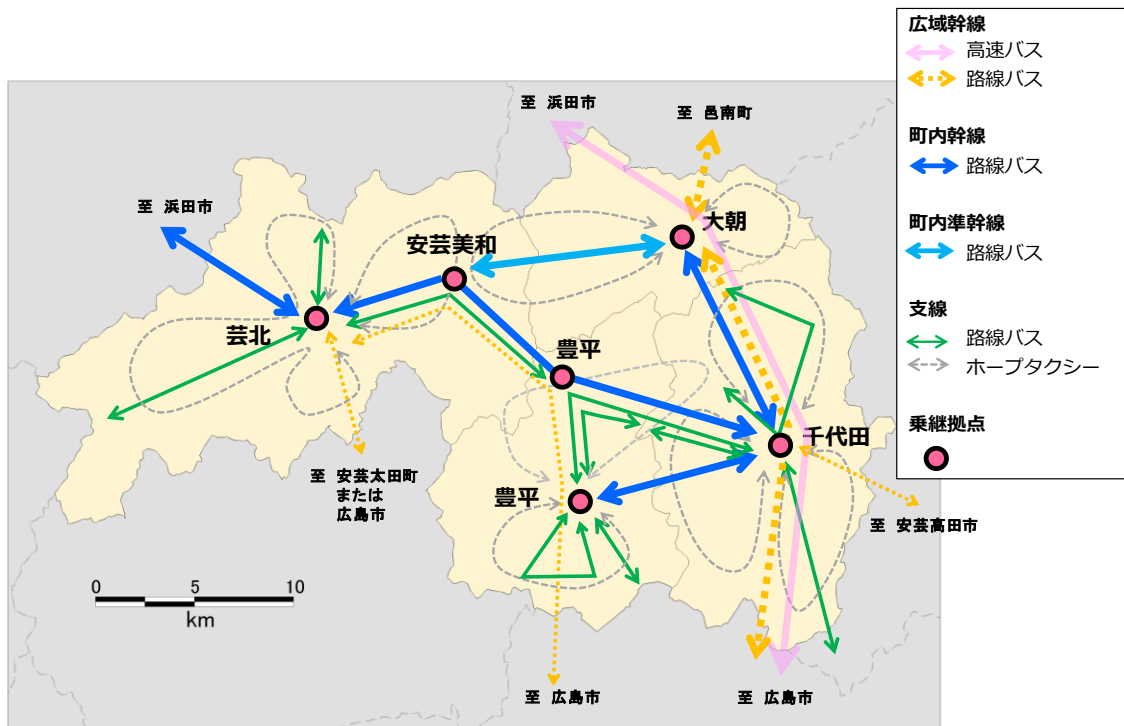 広域幹線
高速バス
路線バス
町内幹線
路線バス
町内準幹線
路線バス
支線
路線バス
ホープタクシー
乗継拠点
至 浜田市
至 邑南町
至 浜田市
大朝
安芸美和
芸北
豊平
千代田
至 安芸太田町
または
広島市
豊平
至 安芸高田市
0 5 10
km
至 広島市
至 広島市